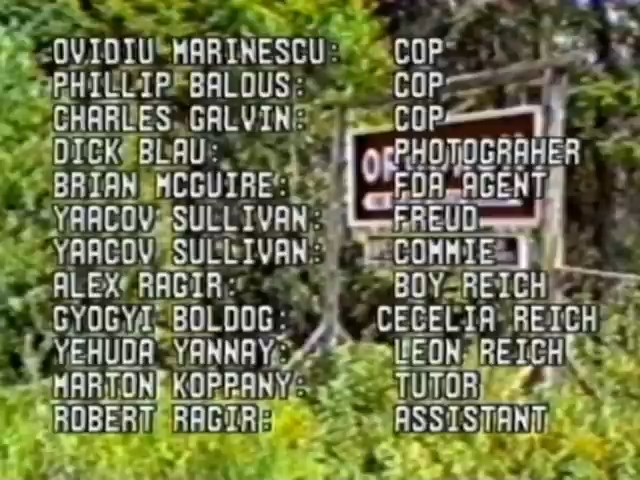 OVIDIU MARINESCU: COP
PHILLIP BALDUS: COP
CHARLES GALVIN: COP
DICK BLAU: PHOTOGRAHER
BRIAN MCGUIRE: FDA AGENT
YAACOV SULLIVAN: FREUD
YAACOV SULLIVAN: COMMIE
ALEX RAGIR: BOY REICH
GYOGYI BOLDOG: CECELIA REICH
YEHUDA YANNAY: LEON REICH
MARTON KOPPANY: TUTOR
ROBERT RAGIR: ASSISTANT